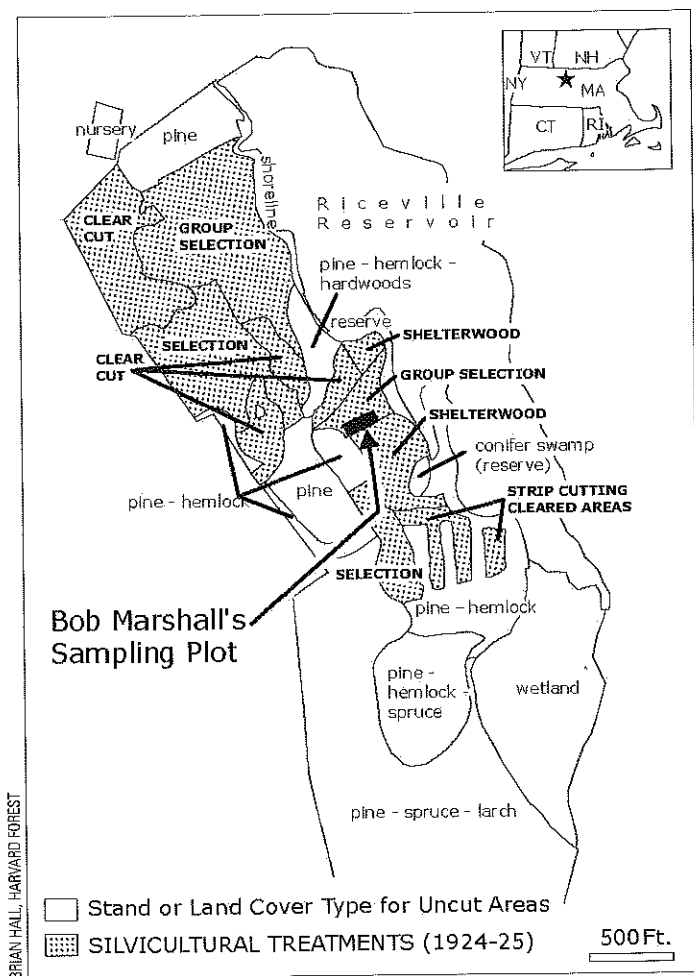 VT
NH
NY
MA
CT
RI
nursery
pine
shoreline
CLEAR
CUT
GROUP
SELECTION
Riceville
Reservoir
pine - hemlock -
hardwoods
reserve
SHELTERWOOD
SELECTION
CLEAR
CUT
GROUP SELECTION
SHELTERWOOD
conifer swamp
(reserve)
pine - hemlock
pine
STRIP CUTTING
CLEARED AREAS
SELECTION
pine - hemlock
Bob Marshall's
Sampling Plot
pine -
hemlock -
spruce
wetland
pine - spruce - larch
Stand or Land Cover Type for Uncut Areas
SILVICULTURAL TREATMENTS (1924-25)
500 Ft.
BRIAN HALL, HARVARD FOREST